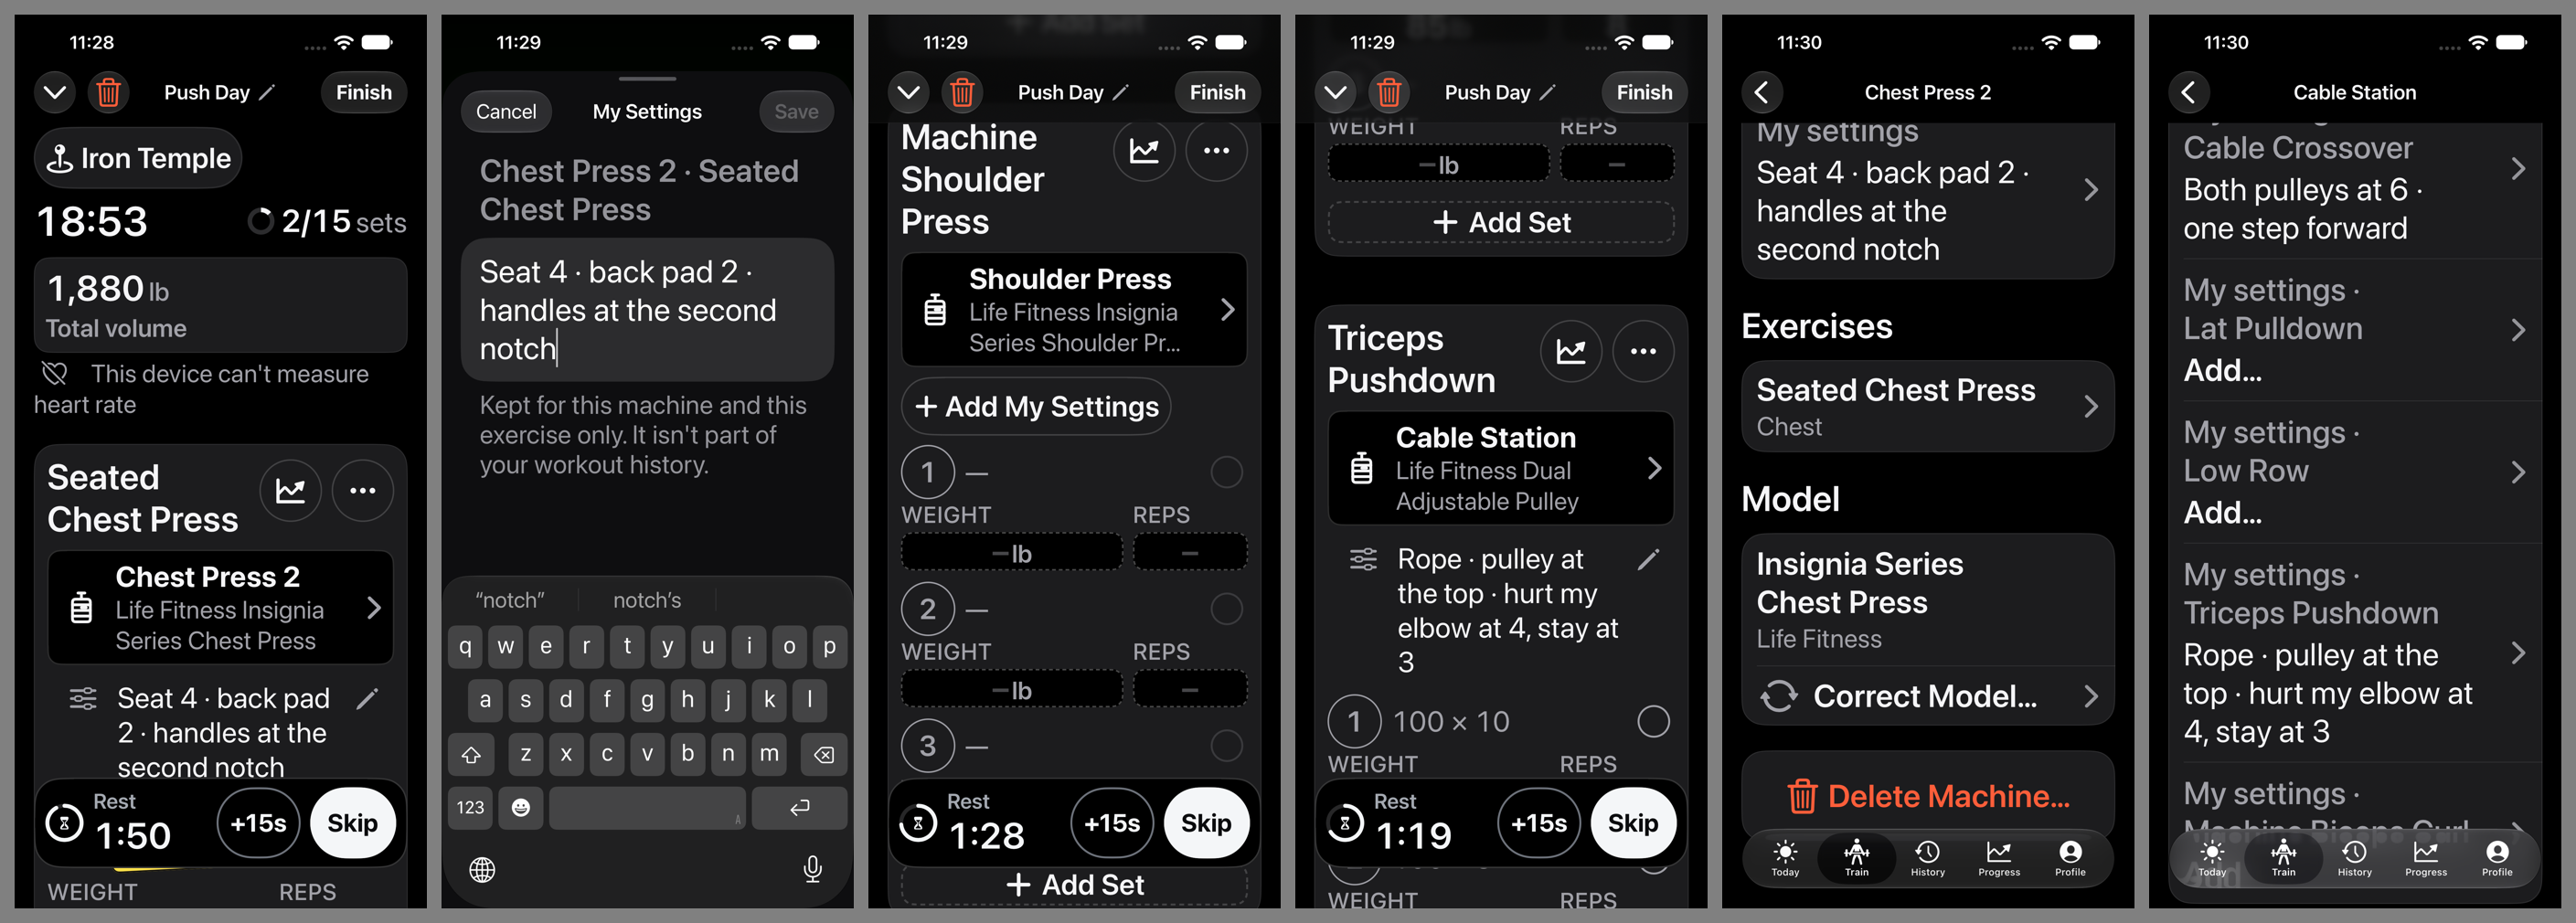 11:28
Push Day
Finish
Iron Temple
18:53
2/15 sets
1,880 lb
Total volume
This device can't measure
heart rate
Seated
Chest Press
Chest Press 2
Life Fitness Insignia
Series Chest Press
Seat 4 · back pad
2 · handles at the
second notch
Rest
1:50
+15s
Skip
WEIGHT
REPS
11:29
Cancel
My Settings
Save
Chest Press 2 · Seated
Chest Press
Seat 4 · back pad 2 ·
handles at the second
notch
Kept for this machine and this
exercise only. It isn't part of
your workout history.
“notch”
notch's
q w e r t y u i o p
a s d f g h j k l
z x c v b n m
123
11:29
+ Add Set
Push Day
Finish
Machine
Shoulder
Press
Shoulder Press
Life Fitness Insignia
Series Shoulder Pr...
+ Add My Settings
1 —
WEIGHT
REPS
– lb
–
2 —
WEIGHT
REPS
– lb
–
3 —
Rest
1:28
+15s
Skip
+ Add Set
11:29
Push Day
Finish
WEIGHT
REPS
– lb
–
+ Add Set
Triceps
Pushdown
Cable Station
Life Fitness Dual
Adjustable Pulley
Rope · pulley at
the top · hurt my
elbow at 4, stay at
3
1 100 × 10
WEIGHT
REPS
Rest
1:19
+15s
Skip
WEIGHT
REPS
11:30
Chest Press 2
My settings
Seat 4 · back pad 2 ·
handles at the
second notch
Exercises
Seated Chest Press
Chest
Model
Insignia Series
Chest Press
Life Fitness
Correct Model...
Delete Machine...
Today
Train
History
Progress
Profile
11:30
Cable Station
Cable Crossover
Both pulleys at 6 ·
one step forward
My settings ·
Lat Pulldown
Add...
My settings ·
Low Row
Add...
My settings ·
Triceps Pushdown
Rope · pulley at the
top · hurt my elbow at
4, stay at 3
My settings ·
Machine Biceps Curl
Today
Train
History
Progress
Profile